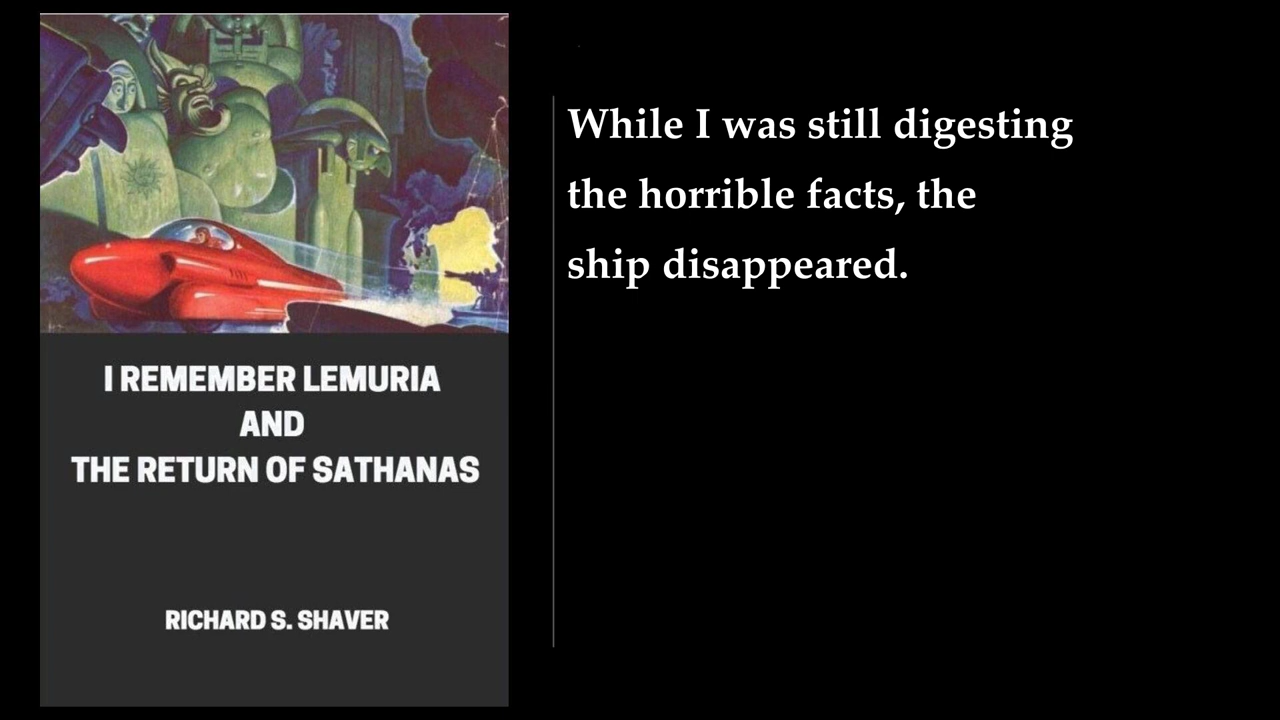 I REMEMBER LEMURIA
AND
THE RETURN OF SATHANAS
RICHARD S. SHAVER
While I was still digesting
the horrible facts, the
ship disappeared.